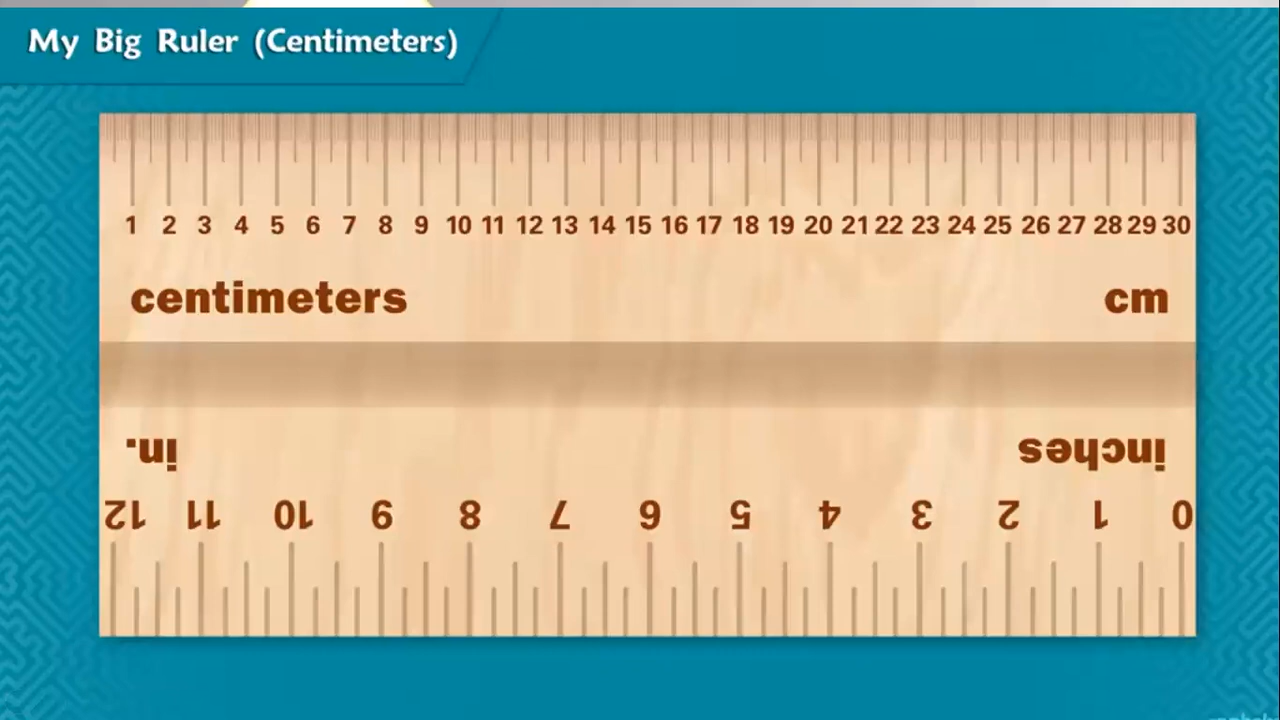 My Big Ruler (Centimeters)
1 2 3 4 5 6 7 8 9 10 11 12 13 14 15 16 17 18 19 20 21 22 23 24 25 26 27 28 29 30
centimeters cm
in. inches
12 11 10 9 8 7 6 5 4 3 2 1 0